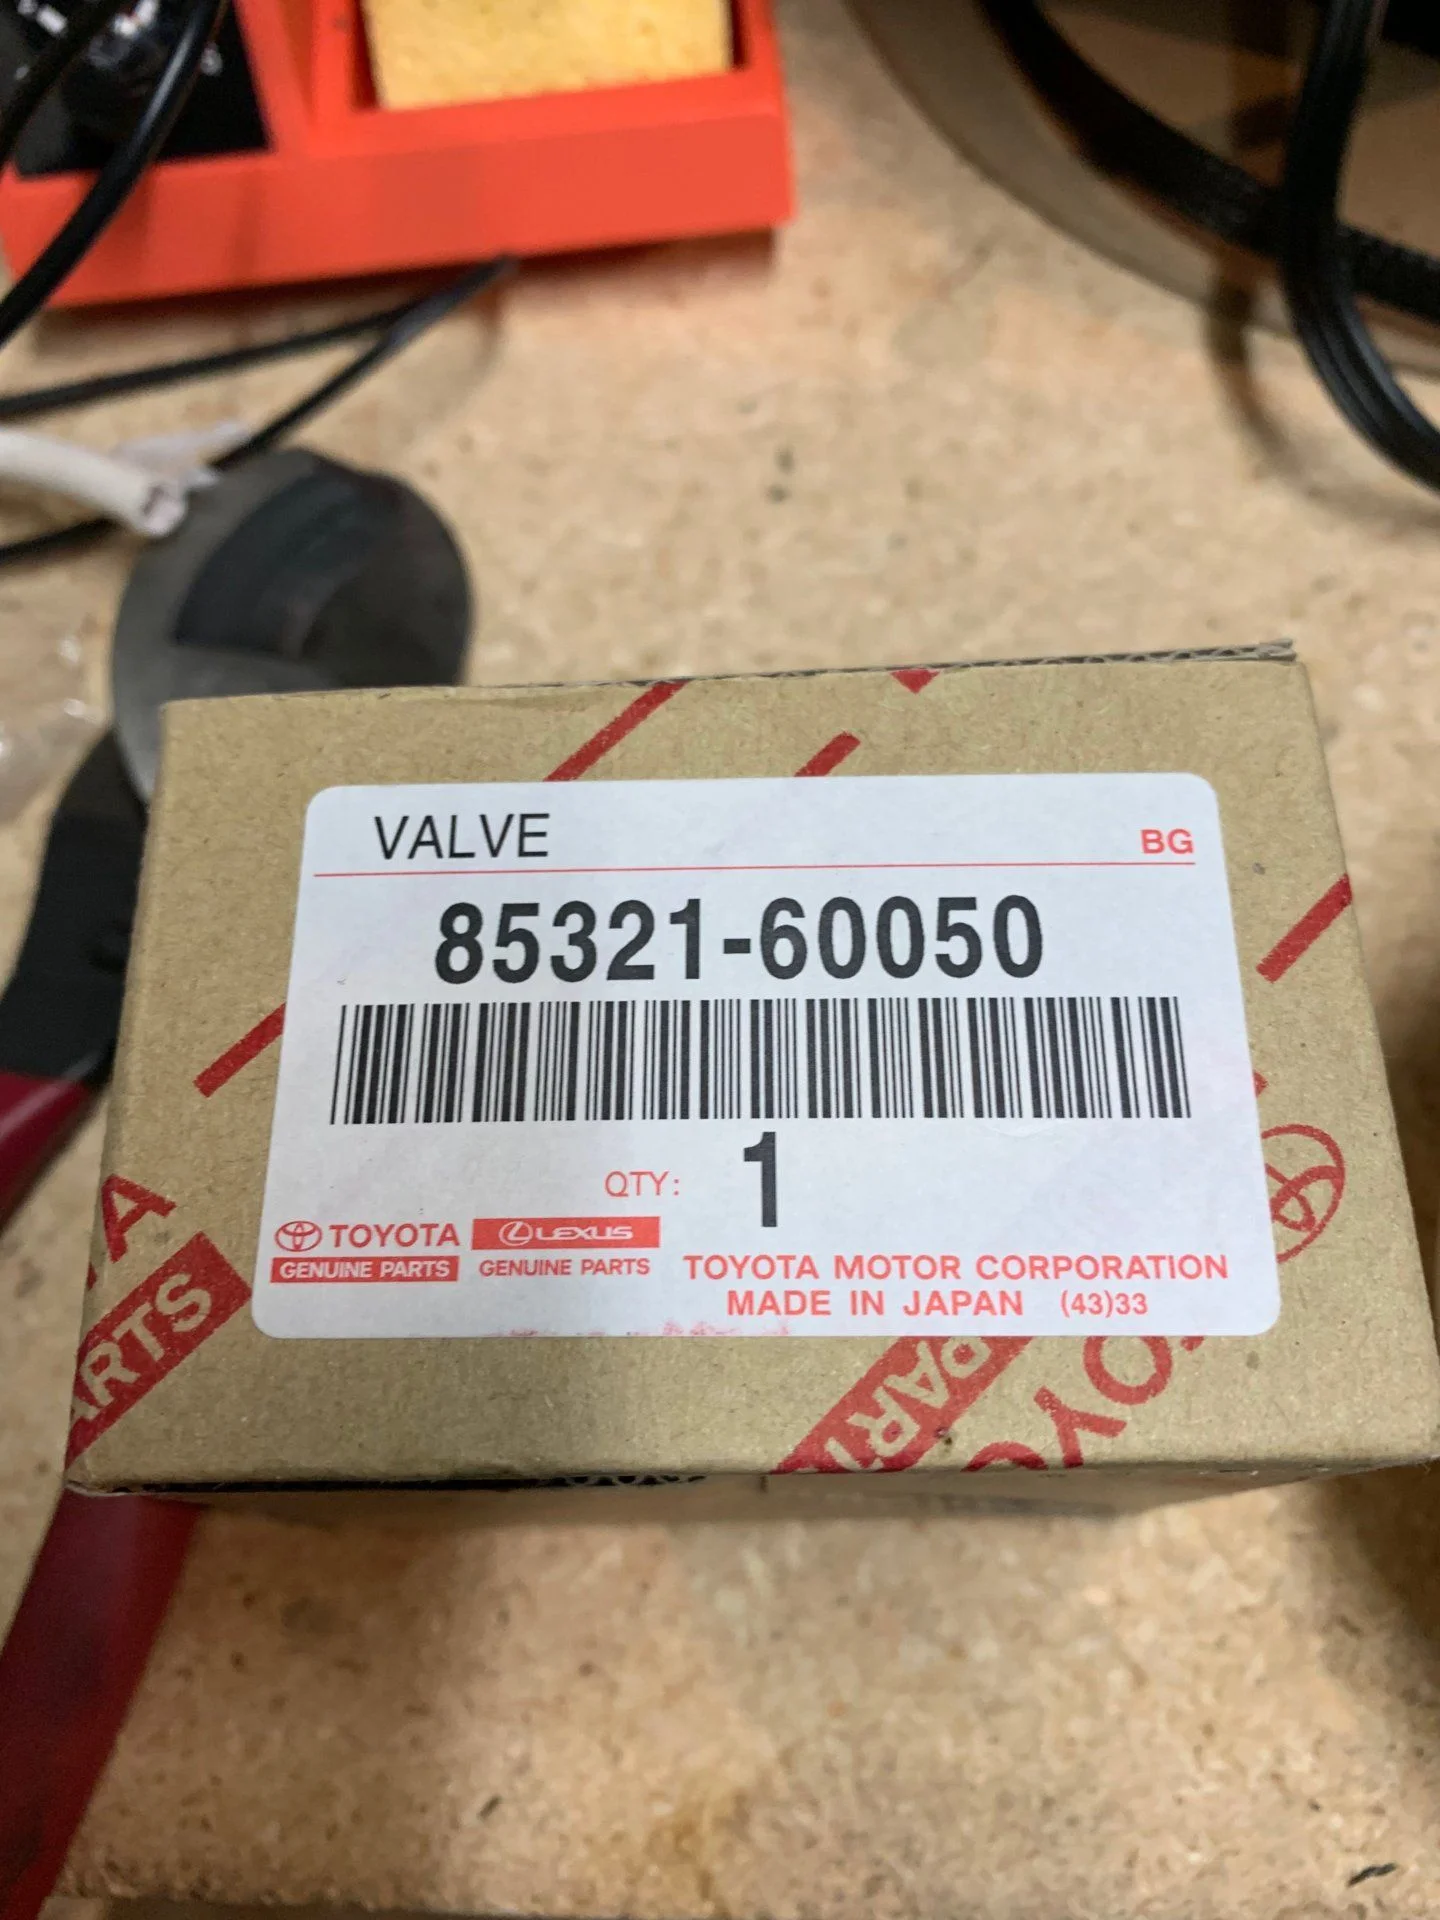 VALVE
BG
85321-60050
QTY: 1
TOYOTA LEXUS
GENUINE PARTS GENUINE PARTS
TOYOTA MOTOR CORPORATION
MADE IN JAPAN (43)33